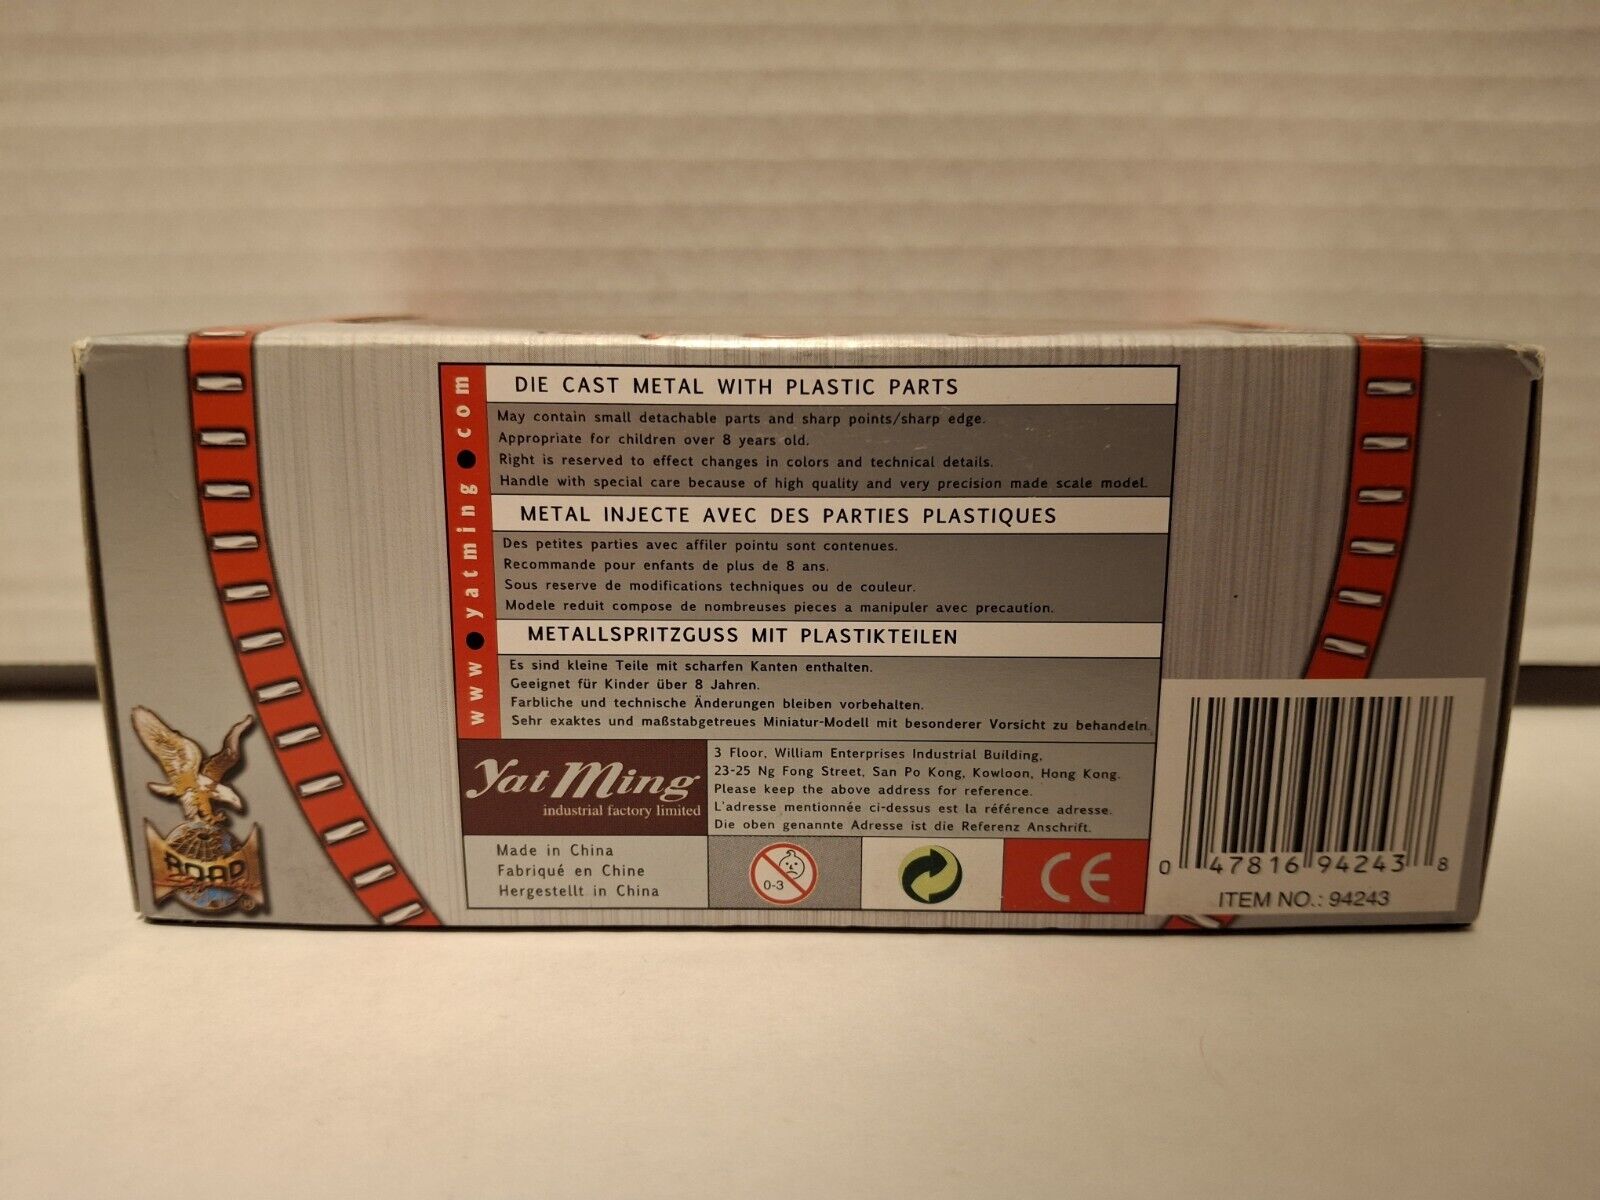 www.yatming.com
DIE CAST METAL WITH PLASTIC PARTS
May contain small detachable parts and sharp points/sharp edge.
Appropriate for children over 8 years old.
Right is reserved to effect changes in colors and technical details.
Handle with special care because of high quality and very precision made scale model.
METAL INJECTE AVEC DES PARTIES PLASTIQUES
Des petites parties avec affiler pointu sont contenues.
Recommande pour enfants de plus de 8 ans.
Sous reserve de modifications techniques ou de couleur.
Modele reduit compose de nombreuses pieces a manipuler avec precaution.
METALLSPRITZGUSS MIT PLASTIKTEILEN
Es sind kleine Teile mit scharfen Kanten enthalten.
Geeignet für Kinder über 8 Jahren.
Farbliche und technische Änderungen bleiben vorbehalten.
Sehr exaktes und maßstabgetreues Miniatur-Modell mit besonderer Vorsicht zu behandeln.
Yat Ming
industrial factory limited
3 Floor, William Enterprises Industrial Building,
23-25 Ng Fong Street, San Po Kong, Kowloon, Hong Kong.
Please keep the above address for reference.
L'adresse mentionnée ci-dessus est la référence adresse.
Die oben genannte Adresse ist die Referenz Anschrift.
Made in China
Fabriqué en Chine
Hergestellt in China
0-3
CE
0 47816 94243 8
ITEM NO.: 94243
ROAD
®